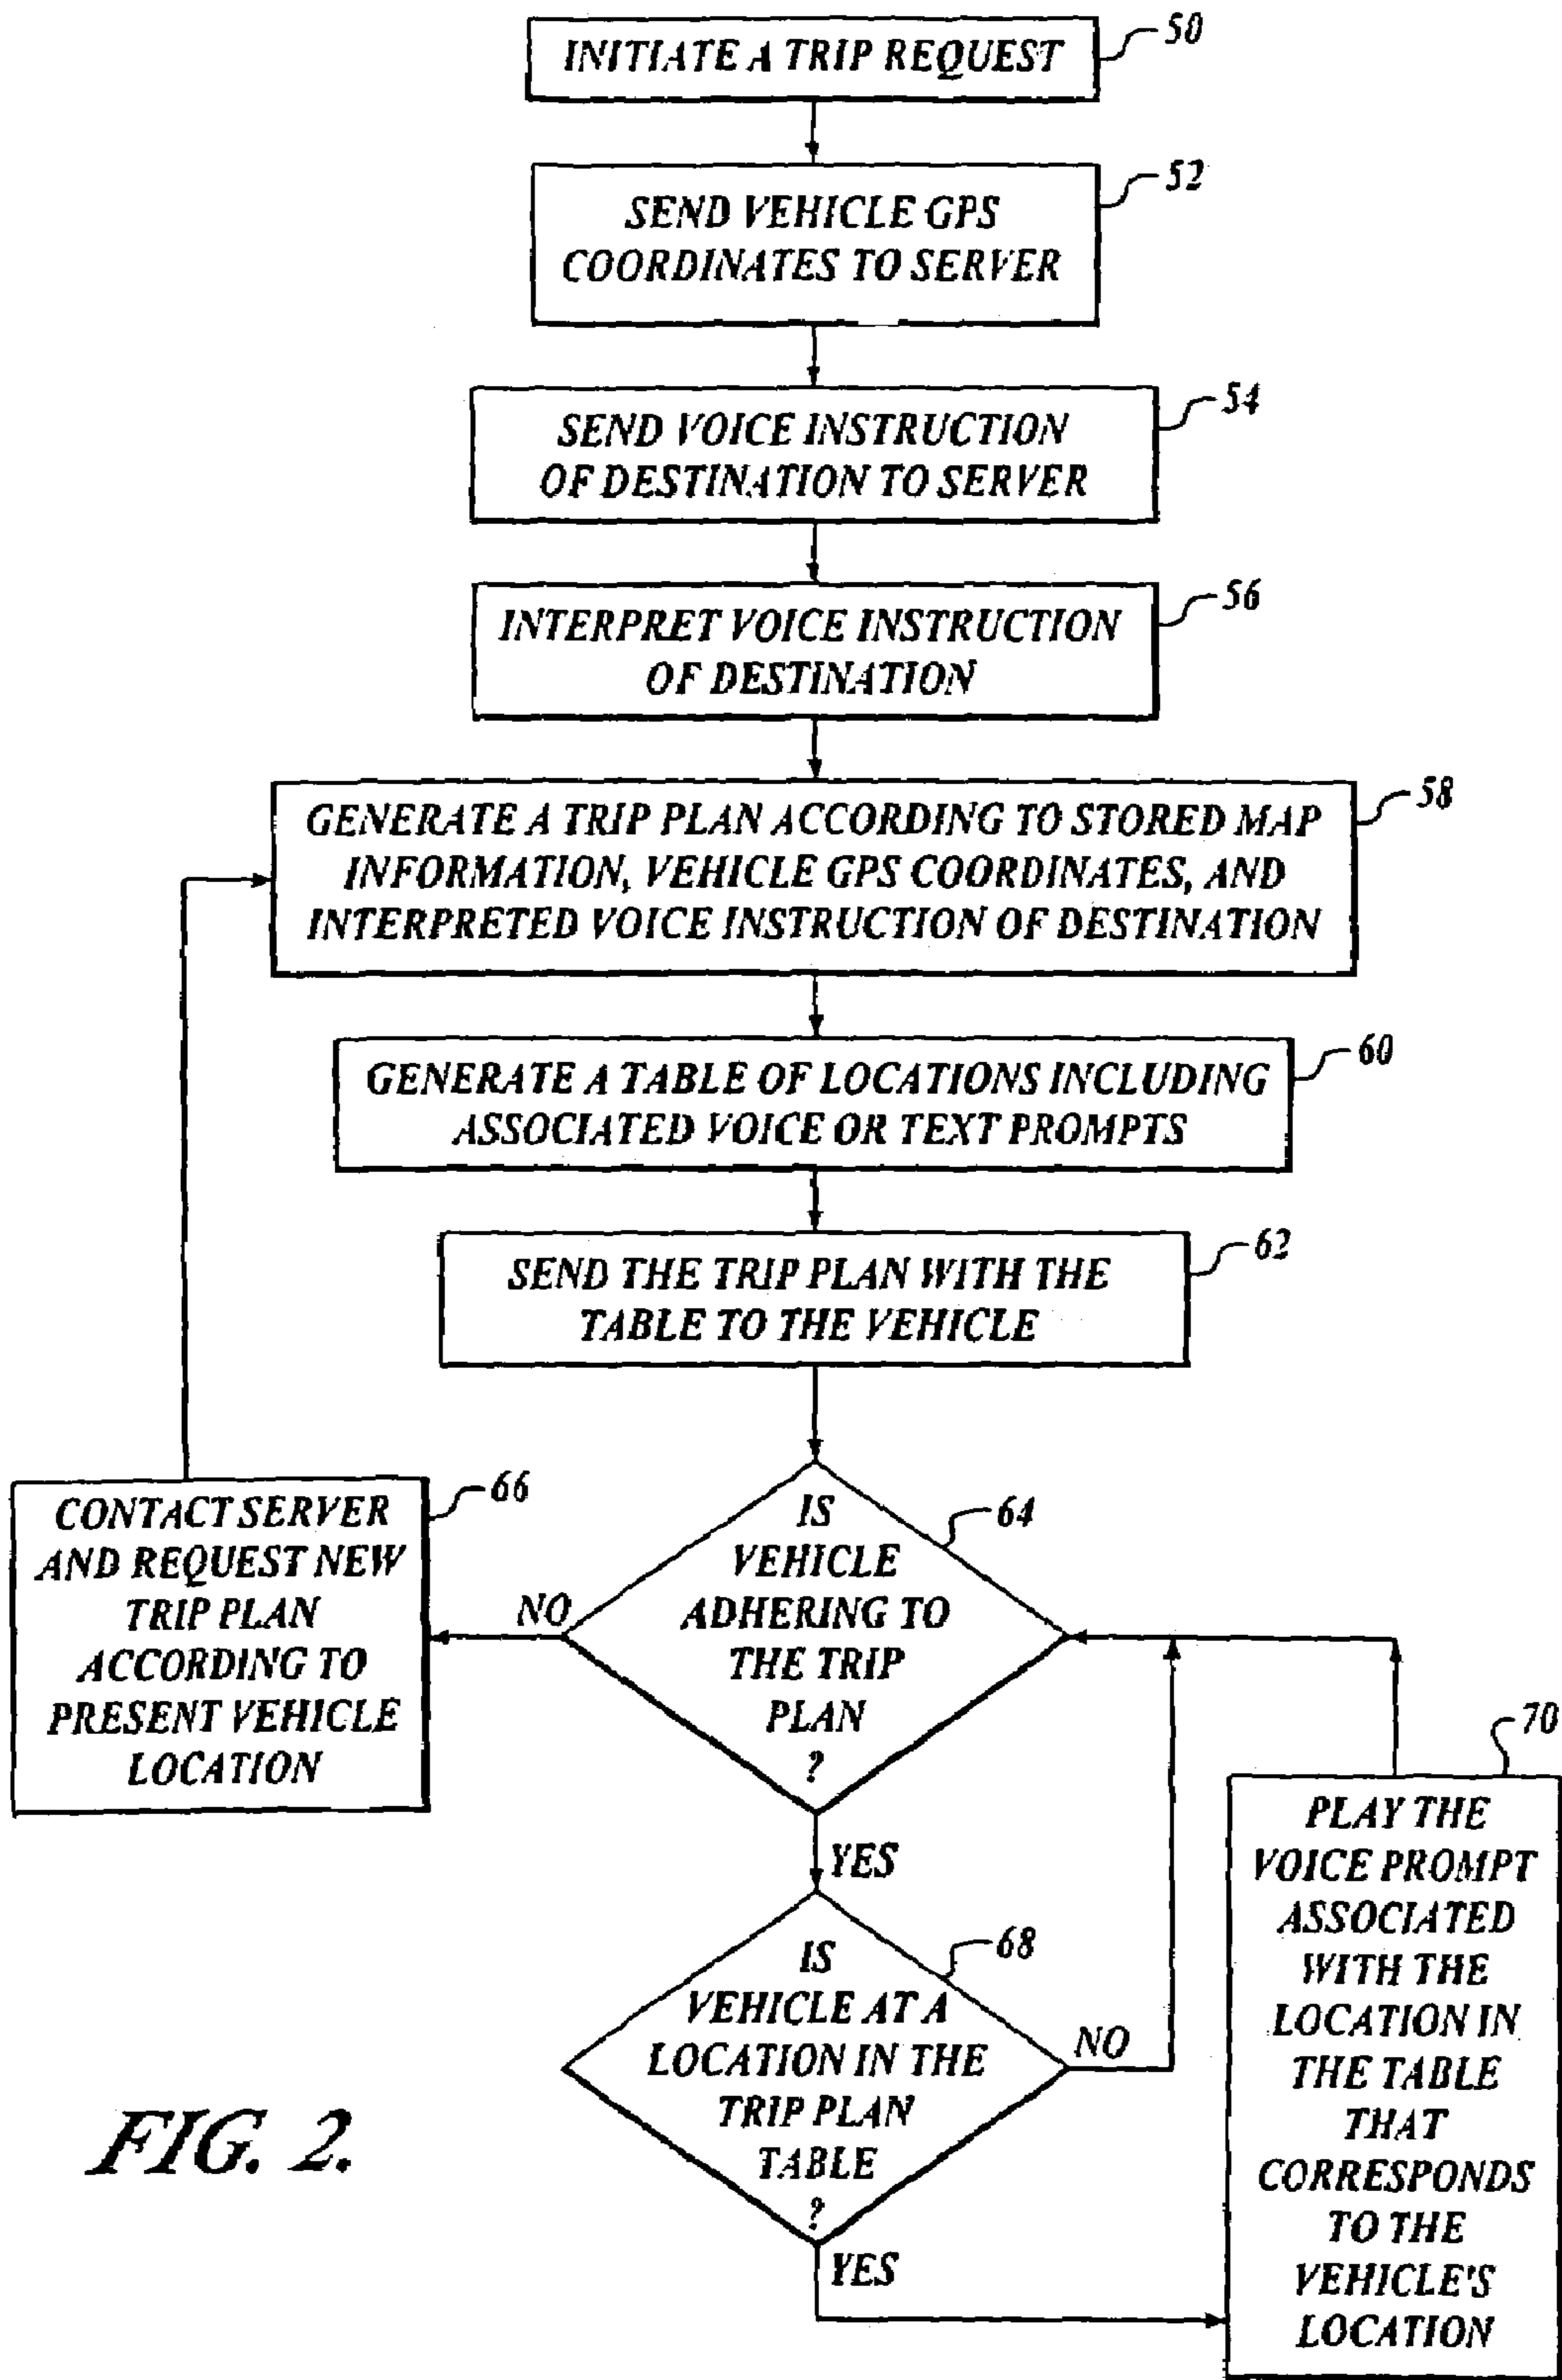 INITIATE A TRIP REQUEST
50
SEND VEHICLE GPS
COORDINATES TO SERVER
52
SEND VOICE INSTRUCTION
OF DESTINATION TO SERVER
54
INTERPRET VOICE INSTRUCTION
OF DESTINATION
56
GENERATE A TRIP PLAN ACCORDING TO STORED MAP
INFORMATION, VEHICLE GPS COORDINATES, AND
INTERPRETED VOICE INSTRUCTION OF DESTINATION
58
GENERATE A TABLE OF LOCATIONS INCLUDING
ASSOCIATED VOICE OR TEXT PROMPTS
60
SEND THE TRIP PLAN WITH THE
TABLE TO THE VEHICLE
62
IS
VEHICLE
ADHERING TO
THE TRIP
PLAN
?
64
NO
CONTACT SERVER
AND REQUEST NEW
TRIP PLAN
ACCORDING TO
PRESENT VEHICLE
LOCATION
66
YES
IS
VEHICLE AT A
LOCATION IN THE
TRIP PLAN
TABLE
?
68
NO
YES
PLAY THE
VOICE PROMPT
ASSOCIATED
WITH THE
LOCATION IN
THE TABLE
THAT
CORRESPONDS
TO THE
VEHICLE'S
LOCATION
70
FIG. 2.